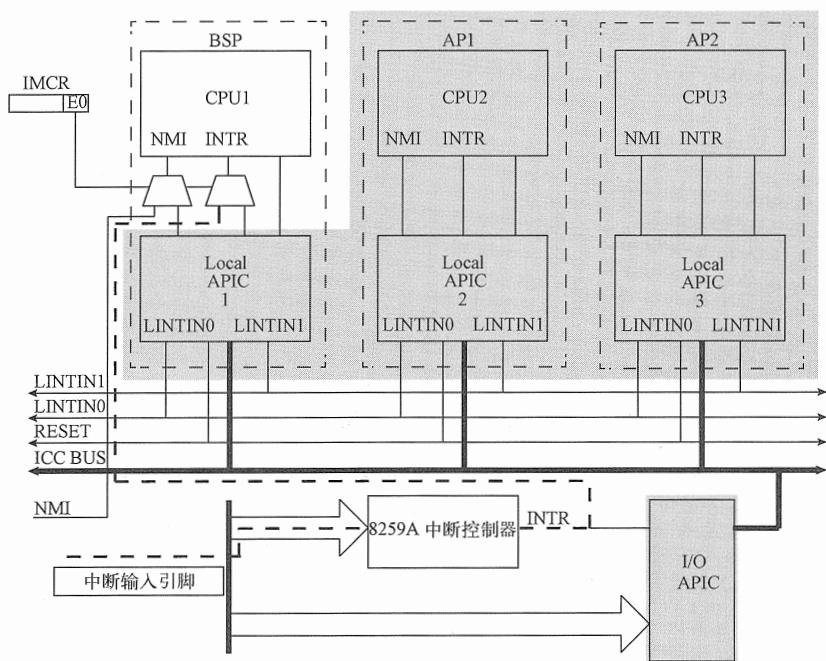 BSP
AP1
AP2
IMCR
E0
CPU1
CPU2
CPU3
NMI INTR
NMI INTR
NMI INTR
Local
APIC
1
Local
APIC
2
Local
APIC
3
LINTIN0 LINTIN1
LINTIN0 LINTIN1
LINTIN0 LINTIN1
LINTIN1
LINTIN0
RESET
ICC BUS
NMI
8259A 中断控制器
INTR
I/O
APIC
中断输入引脚